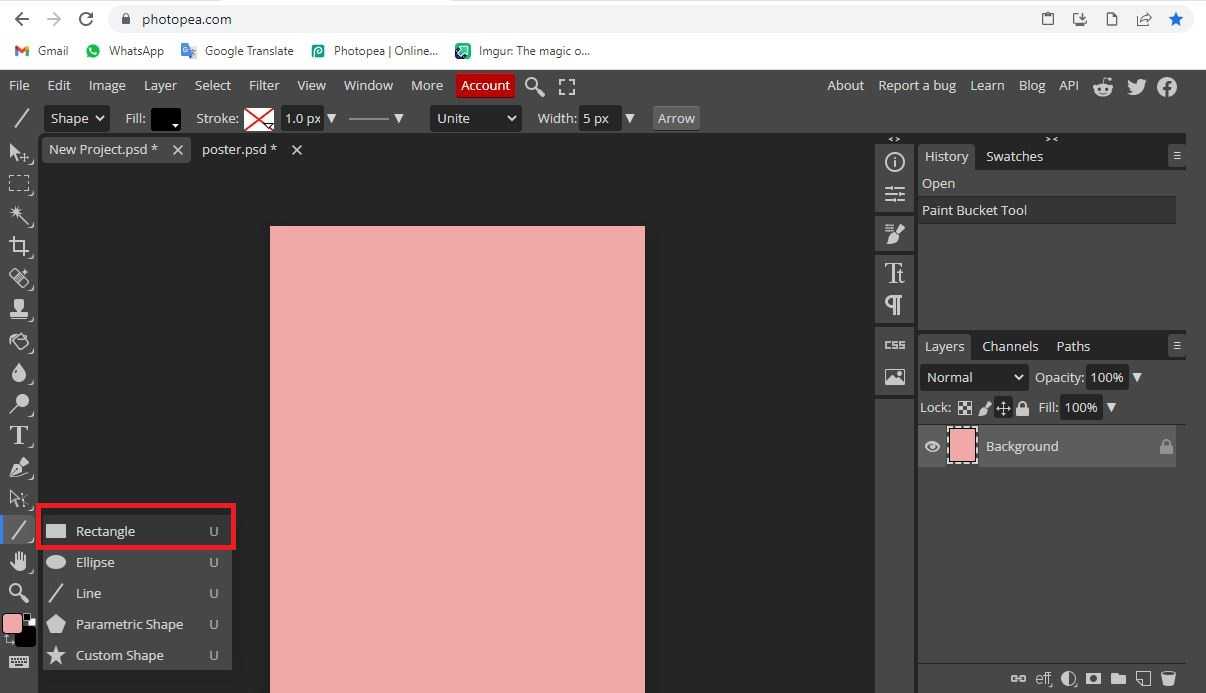 photopea.com
Gmail WhatsApp Google Translate Photopea | Online... Imgur: The magic o...
File Edit Image Layer Select Filter View Window More Account About Report a bug Learn Blog API
Shape Fill: Stroke: 1.0 px Unite Width: 5 px Arrow
New Project.psd * poster.psd *
History Swatches
Open
Paint Bucket Tool
Layers Channels Paths
Normal Opacity: 100%
Lock: Fill: 100%
Background
Rectangle U
Ellipse U
Line U
Parametric Shape U
Custom Shape U
CSS
eff